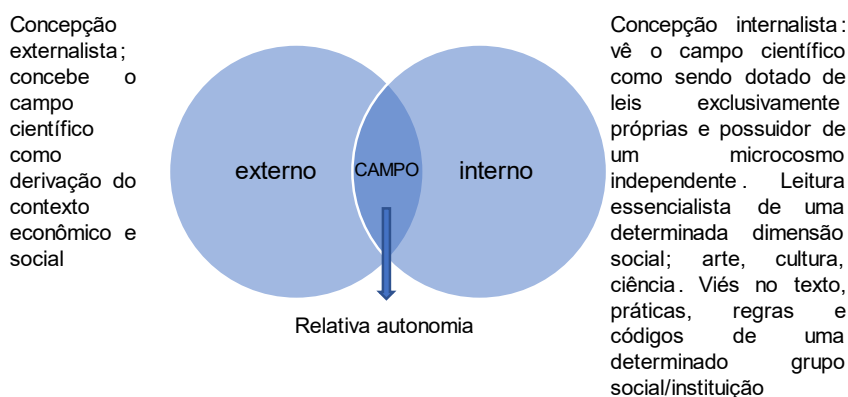 Concepção
externalista;
concebe o
campo
científico
como
derivação do
contexto
econômico e
social
externo
CAMPO
interno
Relativa autonomia
Concepção internalista:
vê o campo científico
como sendo dotado de
leis exclusivamente
próprias e possuidor de
um microcosmo
independente. Leitura
essencialista de uma
determinada dimensão
social; arte, cultura,
ciência. Viés no texto,
práticas, regras e
códigos de uma
determinado grupo
social/instituição